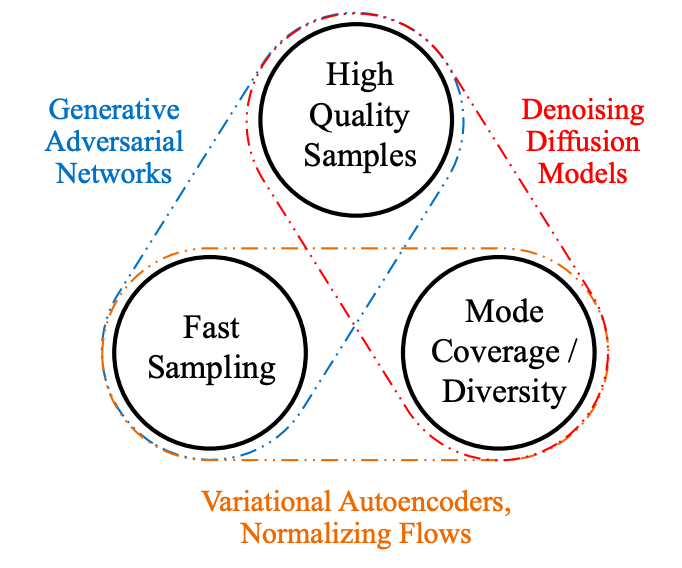 High
Quality
Samples
Generative
Adversarial
Networks
Denoising
Diffusion
Models
Fast
Sampling
Mode
Coverage /
Diversity
Variational Autoencoders,
Normalizing Flows